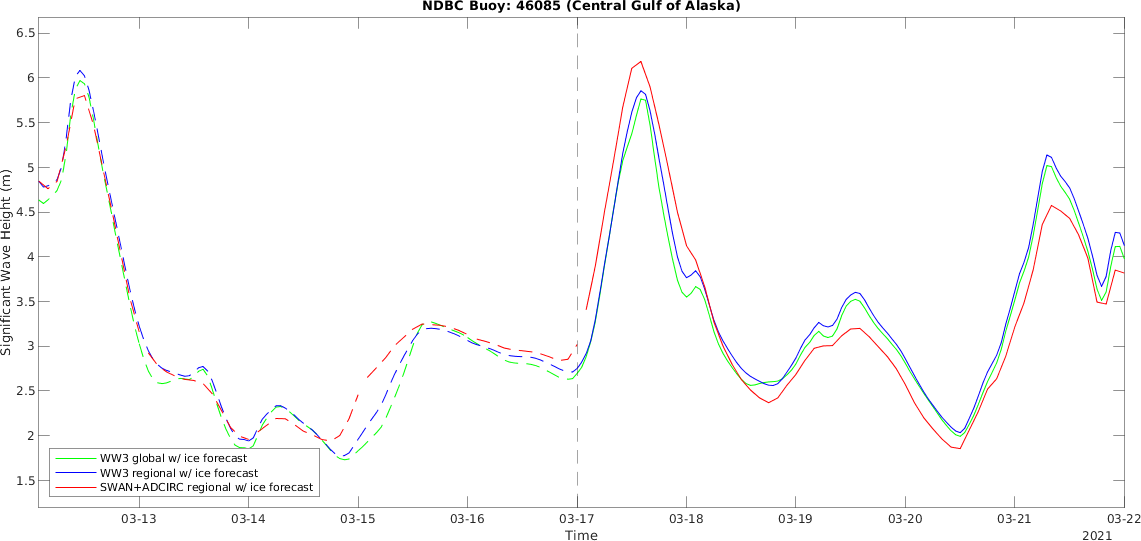 NDBC Buoy: 46085 (Central Gulf of Alaska)
6.5
6
5.5
5
4.5
4
3.5
3
2.5
2
1.5
Significant Wave Height (m)
WW3 global w/ ice forecast
WW3 regional w/ ice forecast
SWAN+ADCIRC regional w/ ice forecast
03-13 03-14 03-15 03-16 03-17 03-18 03-19 03-20 03-21 03-22
Time
2021